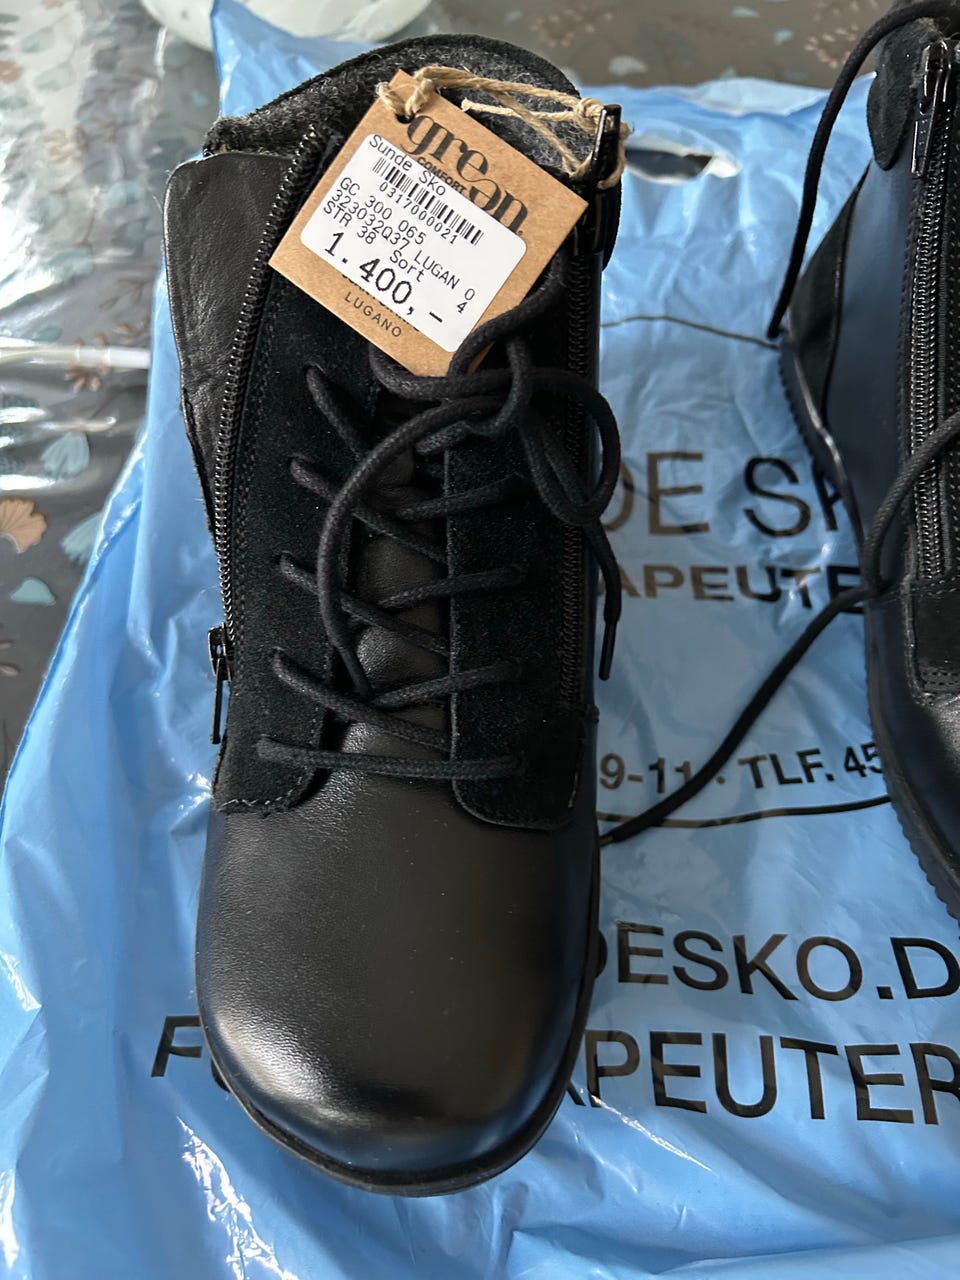 green
COMFORT
Sunde Sko
0317000021
GC 300 065
323032Q37 LUGAN 0
STR 38 Sort 4
1.400,-
LUGANO
DE SK
APEUTE
9-11 · TLF. 45
DESKO.D
F APEUTER